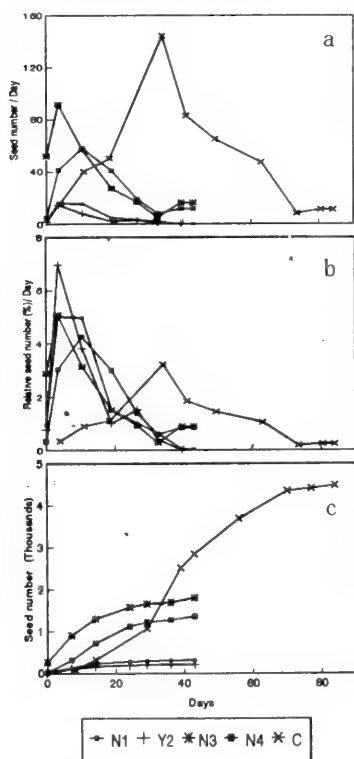 160
120
80
40
0
Seed number / Day
a
8
6
4
2
0
Relative seed number (%) / Day
b
5
4
3
2
1
0
Seed number (Thousands)
c
0 20 40 60 80
Days
N1 Y2 N3 N4 C